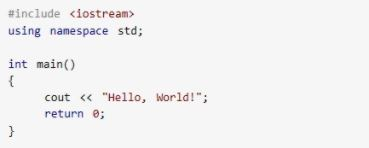 #include <iostream>
using namespace std;

int main()
{
     cout << "Hello, World!";
     return 0;
}